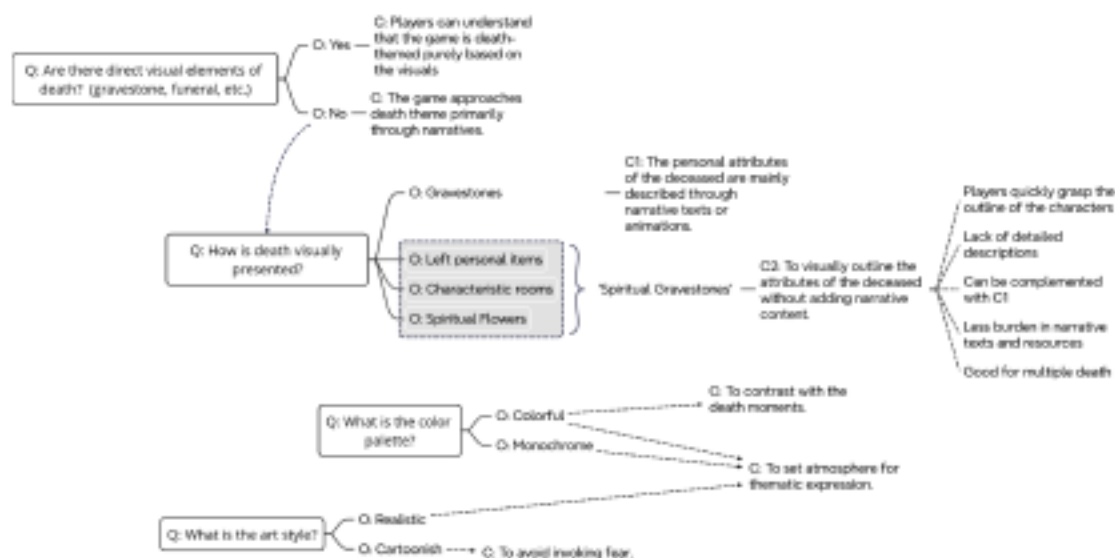 Q: Are there direct visual elements of
death? (gravestone, funeral, etc.)
O: Yes
C: Players can understand
that the game is death-
themed purely based on
the visuals
O: No
C: The game approaches
death theme primarily
through narratives.
Q: How is death visually
presented?
O: Gravestones
C1: The personal attributes
of the deceased are mainly
described through
narrative texts or
animations.
O: Left personal items
O: Characteristic rooms
O: Spiritual Flowers
'Spiritual Gravestones'
C2: To visually outline the
attributes of the deceased
without adding narrative
content.
Players quickly grasp the
outline of the characters
Lack of detailed
descriptions
Can be complemented
with C1
Less burden in narrative
texts and resources
Good for multiple death
Q: What is the color
palette?
O: Colorful
O: Monochrome
C: To contrast with the
death moments.
C: To set atmosphere for
thematic expression.
Q: What is the art style?
O: Realistic
O: Cartoonish
C: To avoid invoking fear.